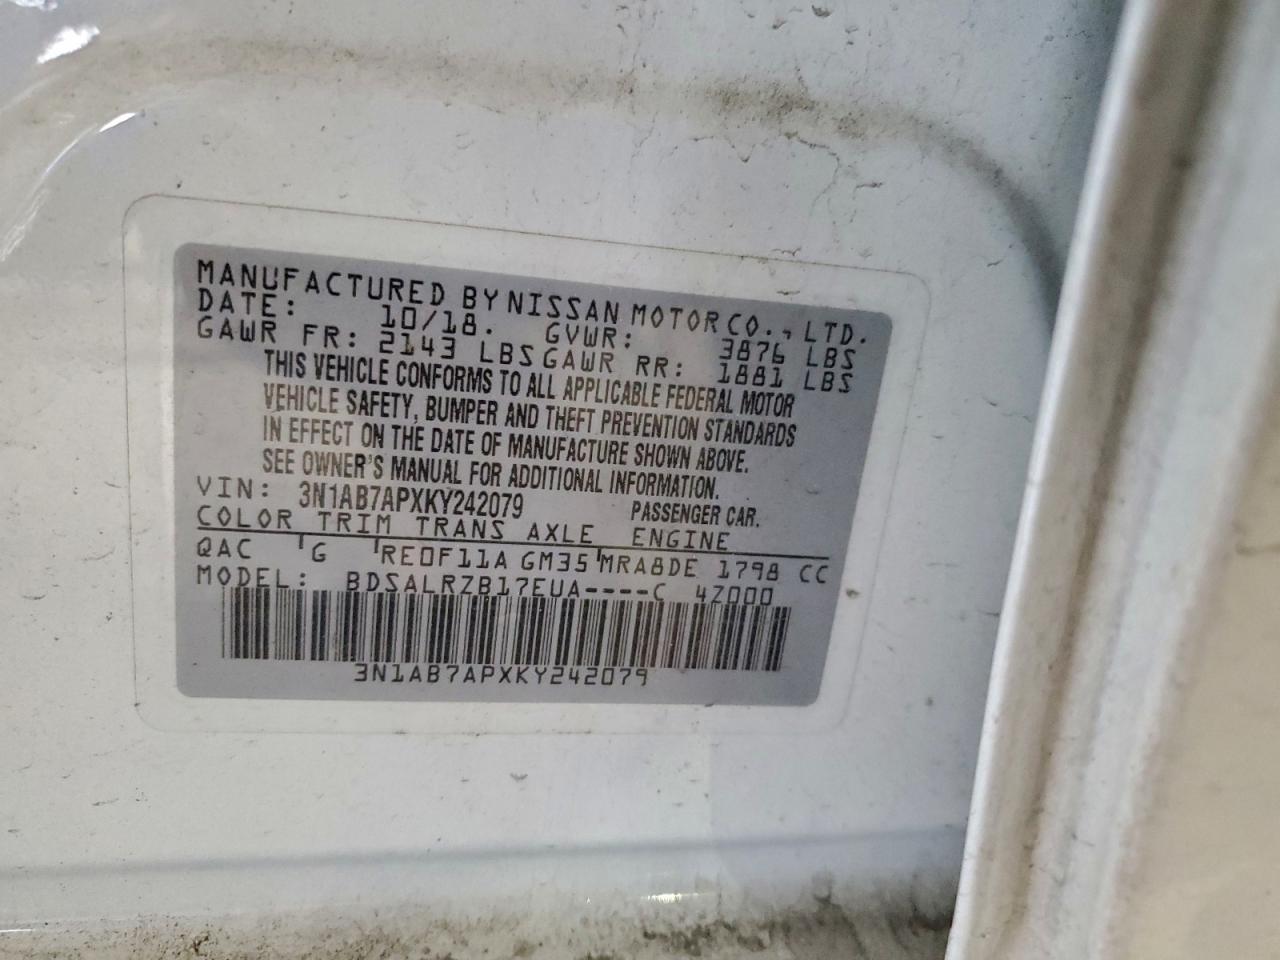 MANUFACTURED BY NISSAN MOTOR CO., LTD.
DATE: 10/18. GVWR: 3876 LBS
GAWR FR: 2143 LBS GAWR RR: 1881 LBS
THIS VEHICLE CONFORMS TO ALL APPLICABLE FEDERAL MOTOR
VEHICLE SAFETY, BUMPER AND THEFT PREVENTION STANDARDS
IN EFFECT ON THE DATE OF MANUFACTURE SHOWN ABOVE.
SEE OWNER'S MANUAL FOR ADDITIONAL INFORMATION.
VIN: 3N1AB7APXKY242079 PASSENGER CAR.
COLOR TRIM TRANS AXLE ENGINE
QAC G RE0F11A GM35 MRA8DE 1798 CC
MODEL: BDSALRZB17EUA----C 4Z000
3N1AB7APXKY242079